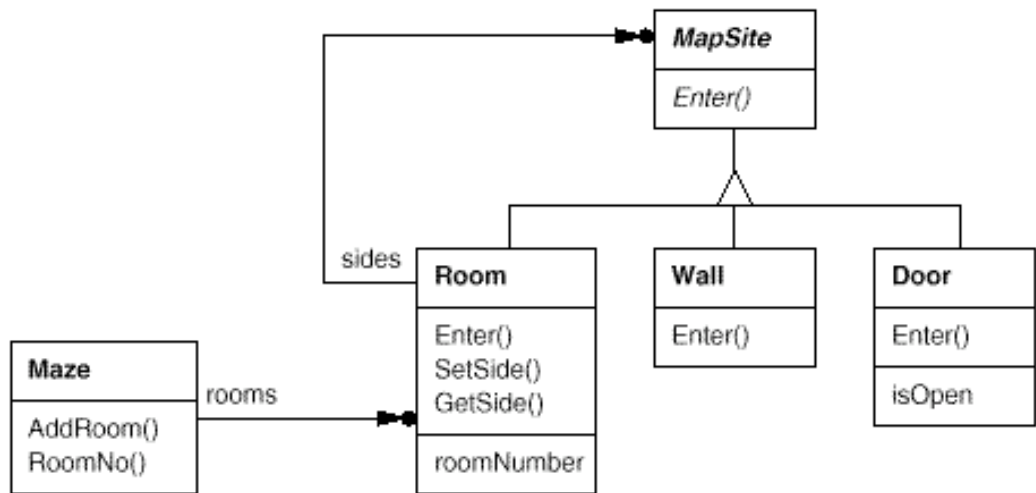 MapSite
Enter()
sides
Room
Enter()
SetSide()
GetSide()
roomNumber
Wall
Enter()
Door
Enter()
isOpen
Maze
AddRoom()
RoomNo()
rooms